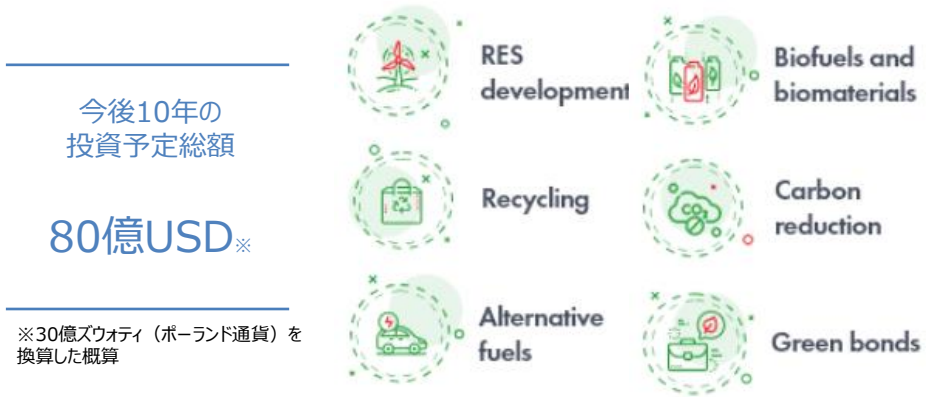 今後10年の
投資予定総額
80億USD※
※30億ズウォティ（ポーランド通貨）を
換算した概算
RES
development
Biofuels and
biomaterials
Recycling
Carbon
reduction
CO₂
Alternative
fuels
Green bonds